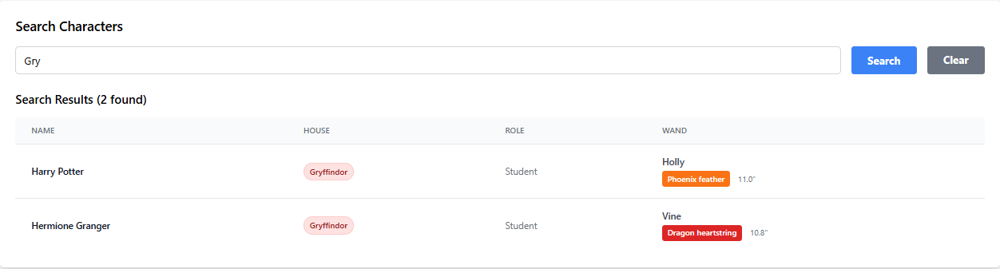 Search Characters
Gry
Search
Clear
Search Results (2 found)
NAME HOUSE ROLE WAND
Harry Potter Gryffindor Student Holly
Phoenix feather 11.0"
Hermione Granger Gryffindor Student Vine
Dragon heartstring 10.8"